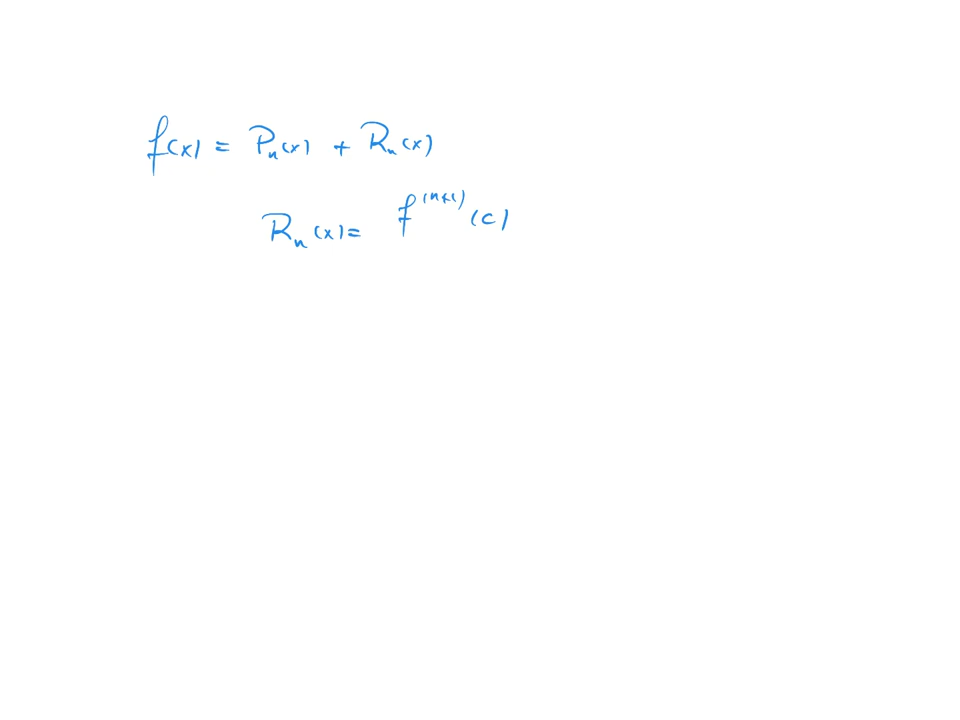 f(x) = Pₙ(x) + Rₙ(x)
Rₙ(x) = f⁽ⁿ⁺¹⁾(c)